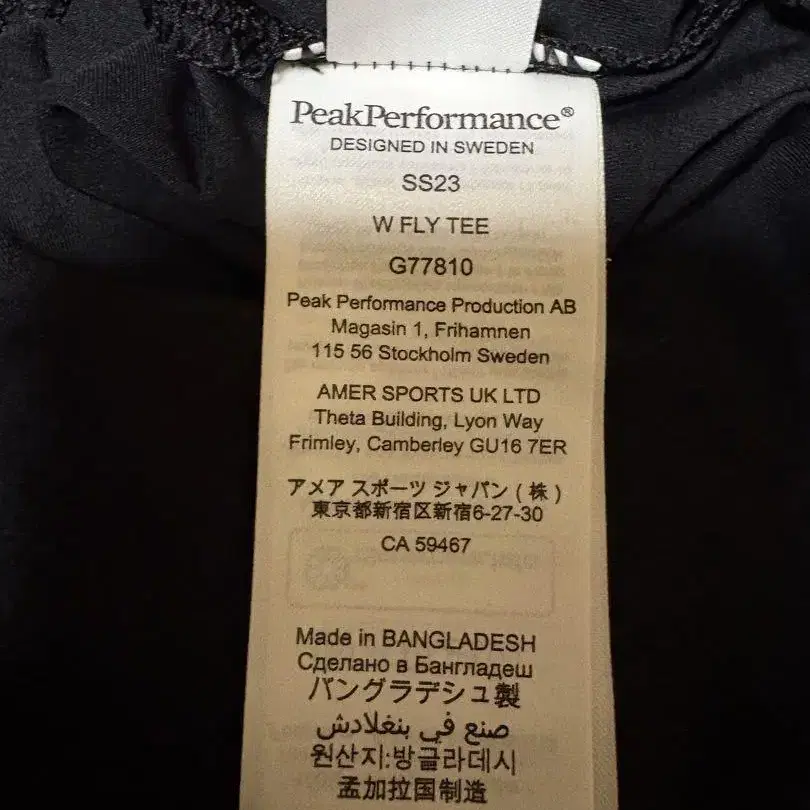 PeakPerformance®
DESIGNED IN SWEDEN
SS23
W FLY TEE
G77810
Peak Performance Production AB
Magasin 1, Frihamnen
115 56 Stockholm Sweden
AMER SPORTS UK LTD
Theta Building, Lyon Way
Frimley, Camberley GU16 7ER
アメア スポーツ ジャパン ( 株 )
東京都新宿区新宿6-27-30
CA 59467
Made in BANGLADESH
Сделано в Бангладеш
バングラデシュ製
صنع في بنغلادش
원산지:방글라데시
孟加拉国制造